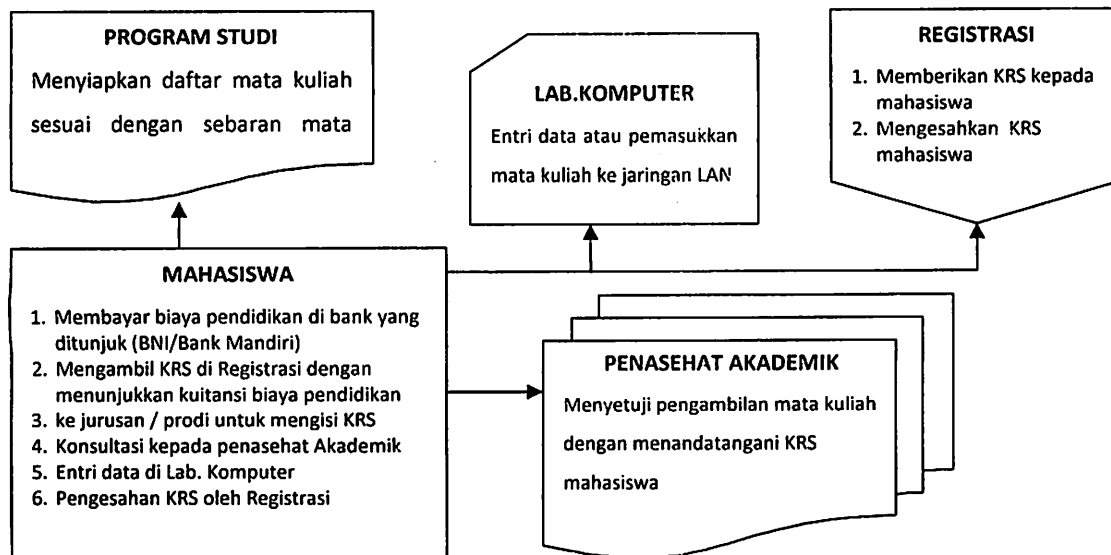 PROGRAM STUDI
Menyiapkan daftar mata kuliah
sesuai dengan sebaran mata
LAB.KOMPUTER
Entri data atau pemasukkan
mata kuliah ke jaringan LAN
REGISTRASI
1. Memberikan KRS kepada
mahasiswa
2. Mengesahkan KRS
mahasiswa
MAHASISWA
1. Membayar biaya pendidikan di bank yang
ditunjuk (BNI/Bank Mandiri)
2. Mengambil KRS di Registrasi dengan
menunjukkan kuitansi biaya pendidikan
3. ke jurusan / prodi untuk mengisi KRS
4. Konsultasi kepada penasehat Akademik
5. Entri data di Lab. Komputer
6. Pengesahan KRS oleh Registrasi
PENASEHAT AKADEMIK
Menyetuji pengambilan mata kuliah
dengan menandatangani KRS
mahasiswa